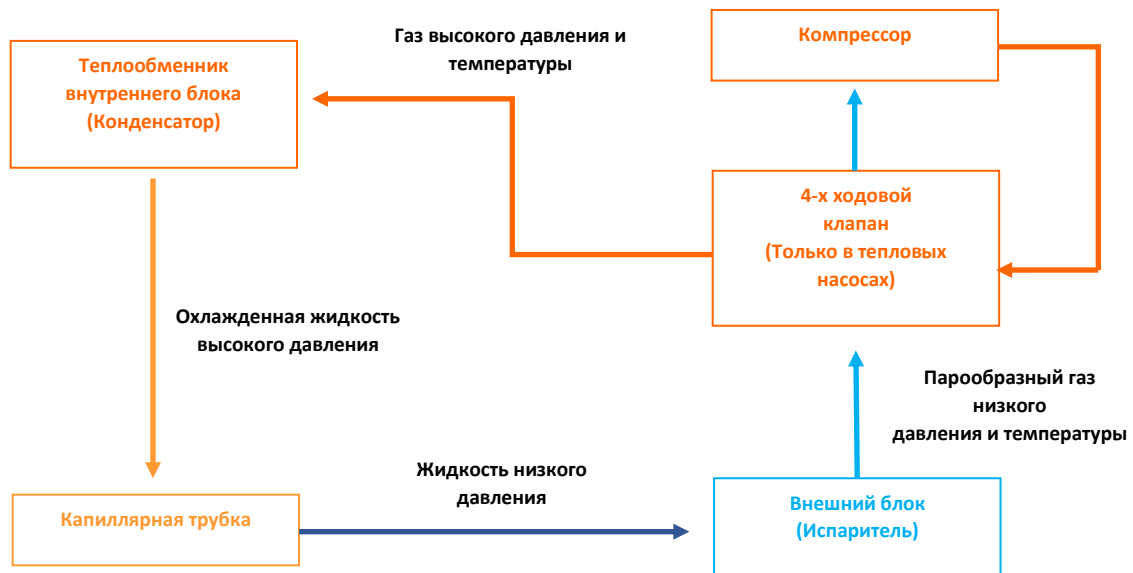 Газ высокого давления и
температуры
Компрессор
Теплообменник
внутреннего блока
(Конденсатор)
4-х ходовой
клапан
(Только в тепловых
насосах)
Охлажденная жидкость
высокого давления
Парообразный газ
низкого
давления и температуры
Жидкость низкого
давления
Капиллярная трубка
Внешний блок
(Испаритель)